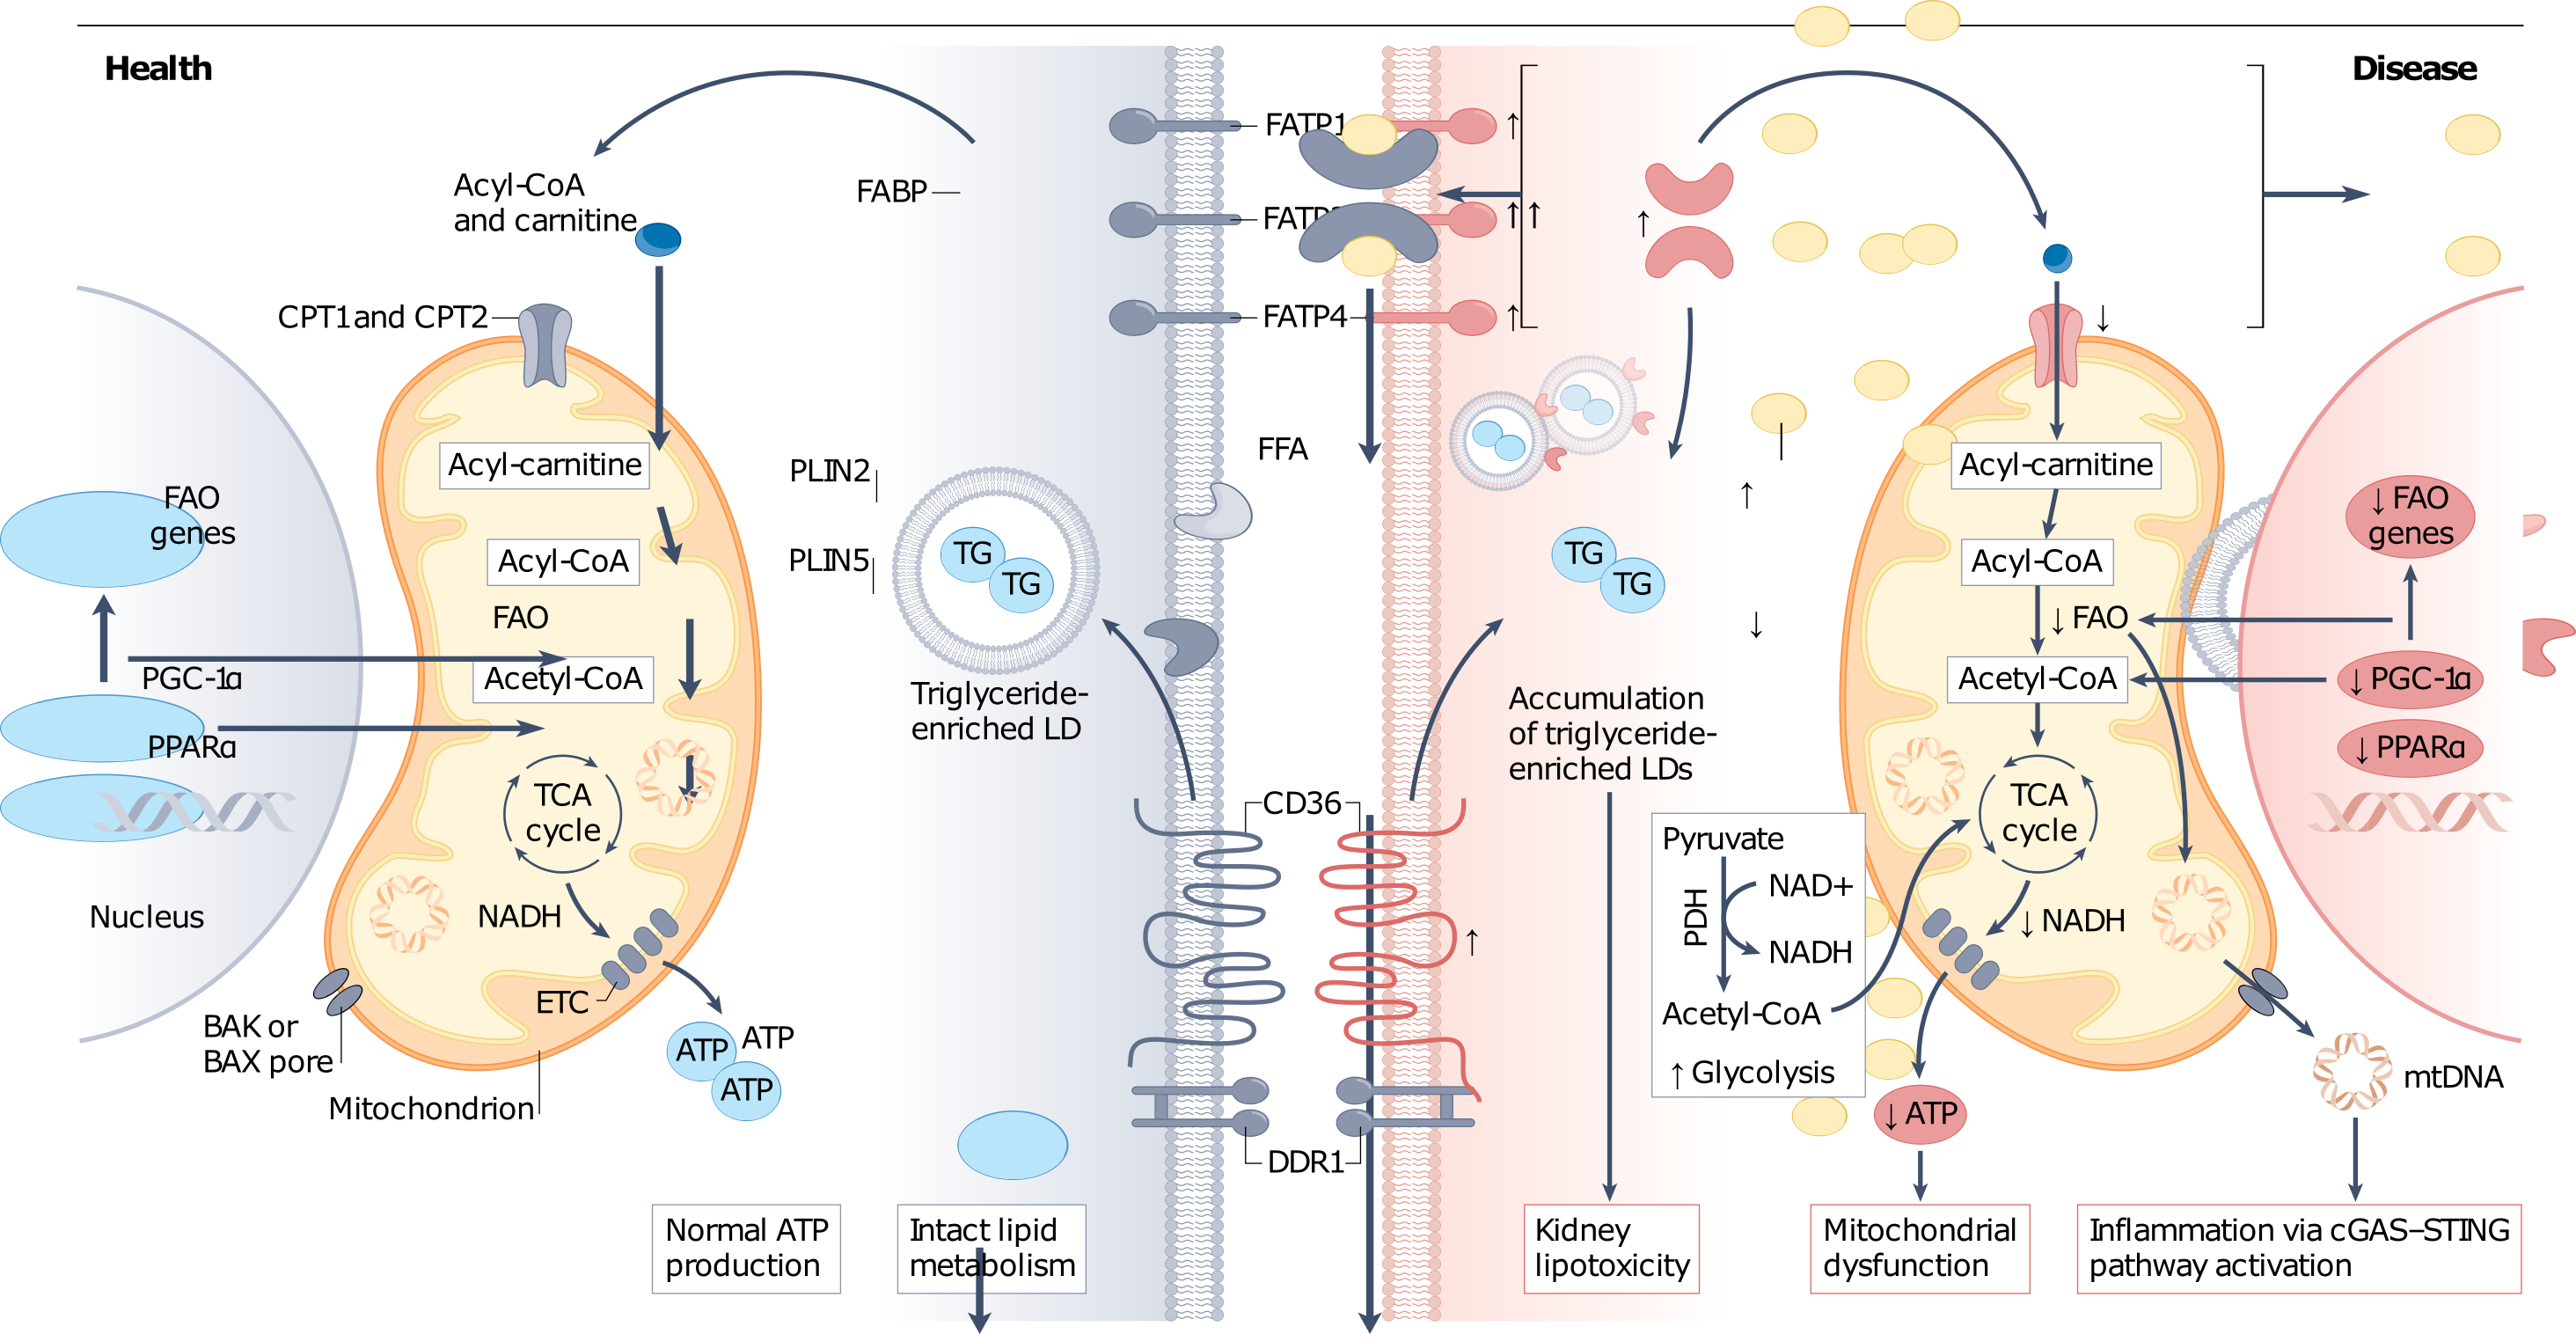 Health
Disease
Acyl-CoA
and carnitine
FABP
FATP1
↑
FATP
↑↑
FATP4
↑
↑
CPT1and CPT2
↓
FFA
FAO
genes
PGC-1α
PPARα
Nucleus
Acyl-carnitine
Acyl-CoA
FAO
Acetyl-CoA
TCA
cycle
NADH
ETC
BAK or
BAX pore
Mitochondrion
ATP
ATP
ATP
PLIN2
PLIN5
TG
TG
Triglyceride-
enriched LD
CD36
↑
DDR1
Normal ATP
production
Intact lipid
metabolism
TG
TG
↑
↓
Accumulation
of triglyceride-
enriched LDs
Pyruvate
PDH
NAD+
NADH
Acetyl-CoA
↑ Glycolysis
Acyl-carnitine
Acyl-CoA
↓ FAO
Acetyl-CoA
TCA
cycle
↓ NADH
↓ ATP
↓ FAO
genes
↓ PGC-1α
↓ PPARα
mtDNA
Kidney
lipotoxicity
Mitochondrial
dysfunction
Inflammation via cGAS–STING
pathway activation